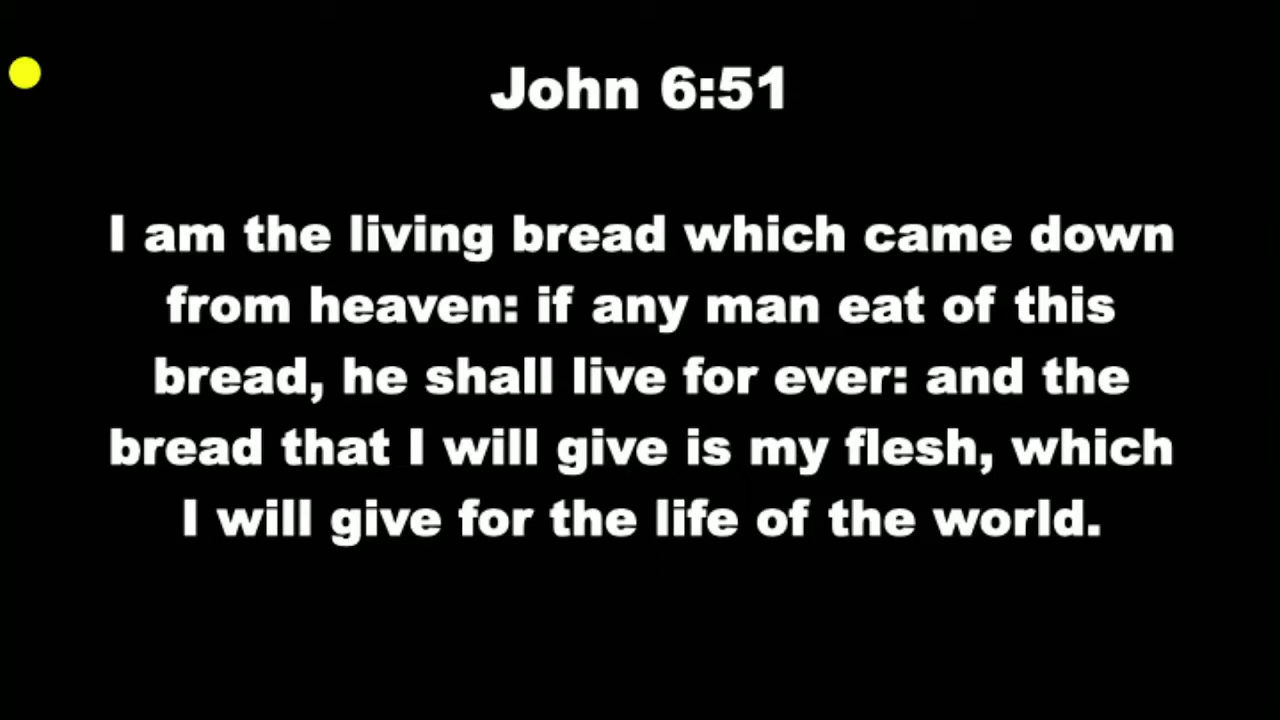 John 6:51
I am the living bread which came down
from heaven: if any man eat of this
bread, he shall live for ever: and the
bread that I will give is my flesh, which
I will give for the life of the world.